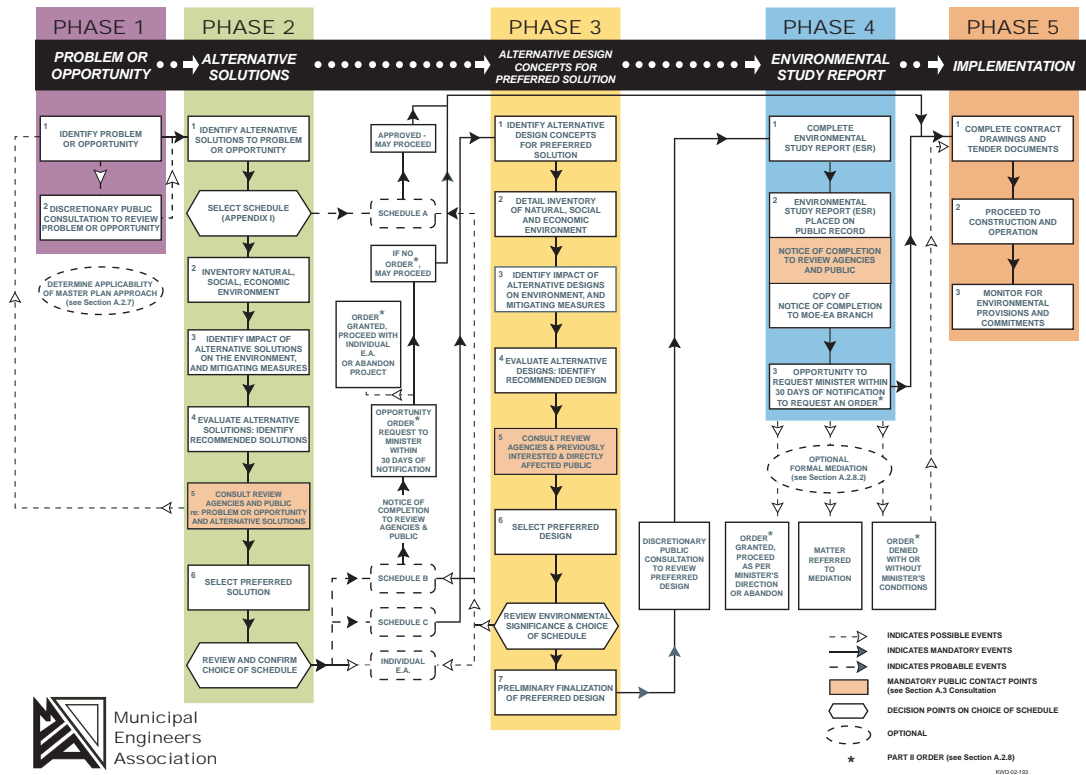 PHASE 1
PHASE 2
PHASE 3
PHASE 4
PHASE 5
PROBLEM OR
OPPORTUNITY
ALTERNATIVE
SOLUTIONS
ALTERNATIVE DESIGN
CONCEPTS FOR
PREFERRED SOLUTION
ENVIRONMENTAL
STUDY REPORT
IMPLEMENTATION
1
IDENTIFY PROBLEM
OR OPPORTUNITY
2
DISCRETIONARY PUBLIC
CONSULTATION TO REVIEW
PROBLEM OR OPPORTUNITY
DETERMINE APPLICABILITY
OF MASTER PLAN APPROACH
(see Section A.2.7)
1
IDENTIFY ALTERNATIVE
SOLUTIONS TO PROBLEM
OR OPPORTUNITY
SELECT SCHEDULE
(APPENDIX I)
2
INVENTORY NATURAL,
SOCIAL, ECONOMIC
ENVIRONMENT
3
IDENTIFY IMPACT OF
ALTERNATIVE SOLUTIONS
ON THE ENVIRONMENT,
AND MITIGATING MEASURES
4
EVALUATE ALTERNATIVE
SOLUTIONS: IDENTIFY
RECOMMENDED SOLUTIONS
5
CONSULT REVIEW
AGENCIES AND PUBLIC
re: PROBLEM OR OPPORTUNITY
AND ALTERNATIVE SOLUTIONS
6
SELECT PREFERRED
SOLUTION
REVIEW AND CONFIRM
CHOICE OF SCHEDULE
APPROVED -
MAY PROCEED
SCHEDULE A
IF NO
ORDER*,
MAY PROCEED
ORDER*
GRANTED,
PROCEED WITH
INDIVIDUAL
E.A.
OR ABANDON
PROJECT
OPPORTUNITY
ORDER*
REQUEST TO
MINISTER
WITHIN
30 DAYS OF
NOTIFICATION
NOTICE OF
COMPLETION
TO REVIEW
AGENCIES &
PUBLIC
SCHEDULE B
SCHEDULE C
INDIVIDUAL
E.A.
1
IDENTIFY ALTERNATIVE
DESIGN CONCEPTS
FOR PREFERRED
SOLUTION
2
DETAIL INVENTORY
OF NATURAL, SOCIAL
AND ECONOMIC
ENVIRONMENT
3
IDENTIFY IMPACT OF
ALTERNATIVE DESIGNS
ON ENVIRONMENT, AND
MITIGATING MEASURES
4
EVALUATE ALTERNATIVE
DESIGNS: IDENTIFY
RECOMMENDED DESIGN
5
CONSULT REVIEW
AGENCIES & PREVIOUSLY
INTERESTED & DIRECTLY
AFFECTED PUBLIC
6
SELECT PREFERRED
DESIGN
REVIEW ENVIRONMENTAL
SIGNIFICANCE & CHOICE
OF SCHEDULE
7
PRELIMINARY FINALIZATION
OF PREFERRED DESIGN
DISCRETIONARY
PUBLIC
CONSULTATION
TO REVIEW
PREFERRED
DESIGN
1
COMPLETE
ENVIRONMENTAL
STUDY REPORT (ESR)
2
ENVIRONMENTAL
STUDY REPORT (ESR)
PLACED ON
PUBLIC RECORD
NOTICE OF COMPLETION
TO REVIEW AGENCIES
AND PUBLIC
COPY OF
NOTICE OF COMPLETION
TO MOE-EA BRANCH
3
OPPORTUNITY TO
REQUEST MINISTER WITHIN
30 DAYS OF NOTIFICATION
TO REQUEST AN ORDER*
OPTIONAL
FORMAL MEDIATION
(see Section A.2.8.2)
ORDER*
GRANTED,
PROCEED
AS PER
MINISTER'S
DIRECTION
OR ABANDON
MATTER
REFERRED
TO
MEDIATION
ORDER*
DENIED
WITH OR
WITHOUT
MINISTER'S
CONDITIONS
1
COMPLETE CONTRACT
DRAWINGS AND
TENDER DOCUMENTS
2
PROCEED TO
CONSTRUCTION AND
OPERATION
3
MONITOR FOR
ENVIRONMENTAL
PROVISIONS
AND COMMITMENTS
INDICATES POSSIBLE EVENTS
INDICATES MANDATORY EVENTS
INDICATES PROBABLE EVENTS
MANDATORY PUBLIC CONTACT POINTS
(see Section A.3 Consultation
DECISION POINTS ON CHOICE OF SCHEDULE
OPTIONAL
* PART II ORDER (see Section A.2.8)
KWO-02-193
Municipal
Engineers
Association